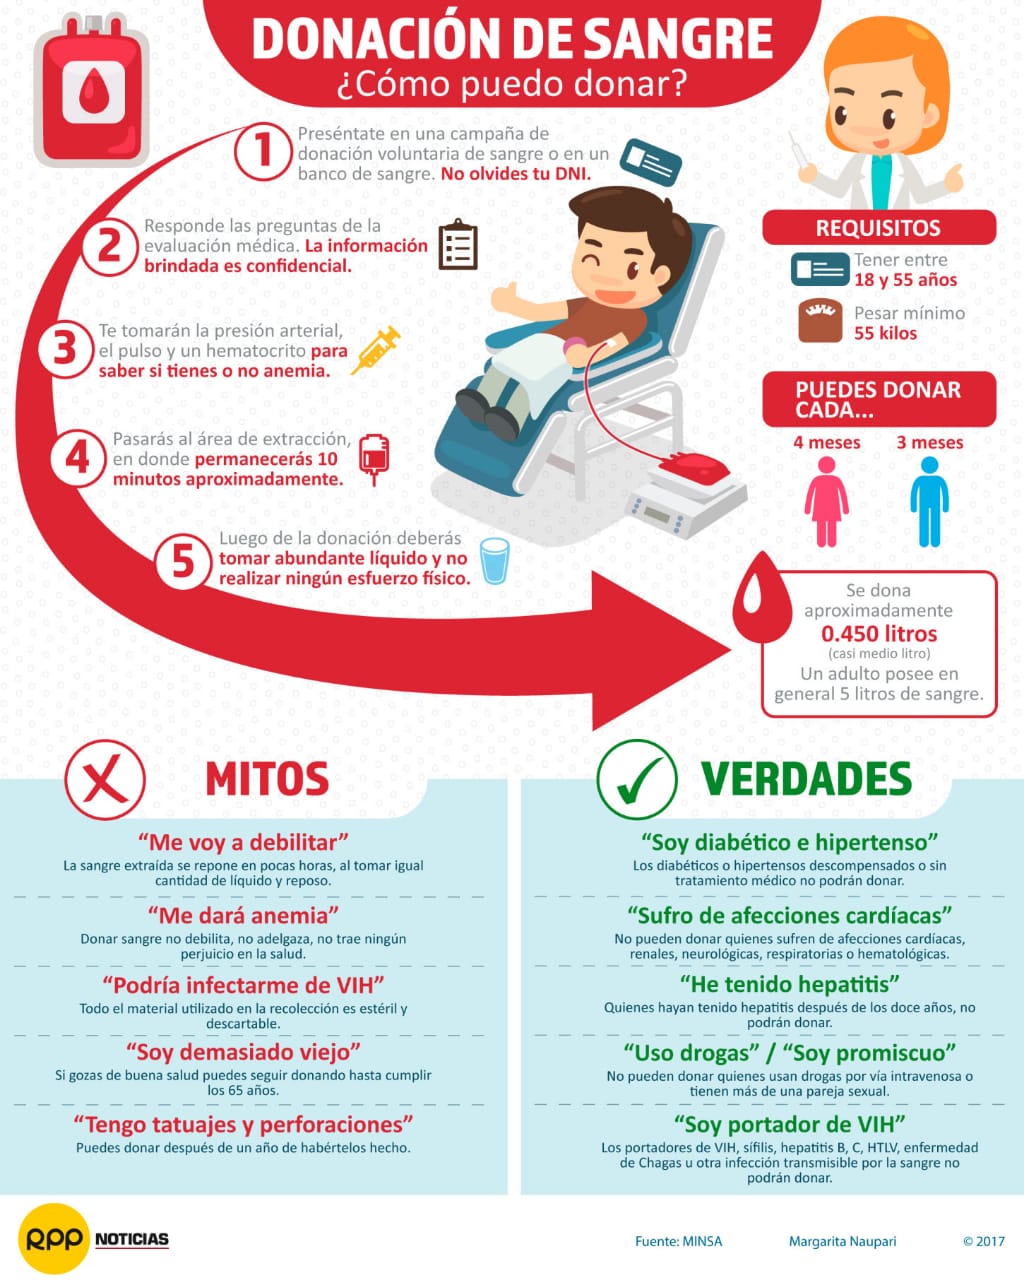 DONACIÓN DE SANGRE
¿Cómo puedo donar?
1
Preséntate en una campaña de
donación voluntaria de sangre o en un
banco de sangre. No olvides tu DNI.
2
Responde las preguntas de la
evaluación médica. La información
brindada es confidencial.
3
Te tomarán la presión arterial,
el pulso y un hematocrito para
saber si tienes o no anemia.
4
Pasarás al área de extracción,
en donde permanecerás 10
minutos aproximadamente.
5
Luego de la donación deberás
tomar abundante líquido y no
realizar ningún esfuerzo físico.
REQUISITOS
Tener entre
18 y 55 años
Pesar mínimo
55 kilos
PUEDES DONAR
CADA...
4 meses
3 meses
Se dona
aproximadamente
0.450 litros
(casi medio litro)
Un adulto posee en
general 5 litros de sangre.
MITOS
“Me voy a debilitar”
La sangre extraída se repone en pocas horas, al tomar igual
cantidad de líquido y reposo.
“Me dará anemia”
Donar sangre no debilita, no adelgaza, no trae ningún
perjuicio en la salud.
“Podría infectarme de VIH”
Todo el material utilizado en la recolección es estéril y
descartable.
“Soy demasiado viejo”
Si gozas de buena salud puedes seguir donando hasta cumplir
los 65 años.
“Tengo tatuajes y perforaciones”
Puedes donar después de un año de habértelos hecho.
VERDADES
“Soy diabético e hipertenso”
Los diabéticos o hipertensos descompensados o sin
tratamiento médico no podrán donar.
“Sufro de afecciones cardíacas”
No pueden donar quienes sufren de afecciones cardíacas,
renales, neurológicas, respiratorias o hematológicas.
“He tenido hepatitis”
Quienes hayan tenido hepatitis después de los doce años, no
podrán donar.
“Uso drogas” / “Soy promiscuo”
No pueden donar quienes usan drogas por vía intravenosa o
tienen más de una pareja sexual.
“Soy portador de VIH”
Los portadores de VIH, sífilis, hepatitis B, C, HTLV, enfermedad
de Chagas u otra infección transmisible por la sangre no
podrán donar.
RPP NOTICIAS
Fuente: MINSA
Margarita Naupari
© 2017